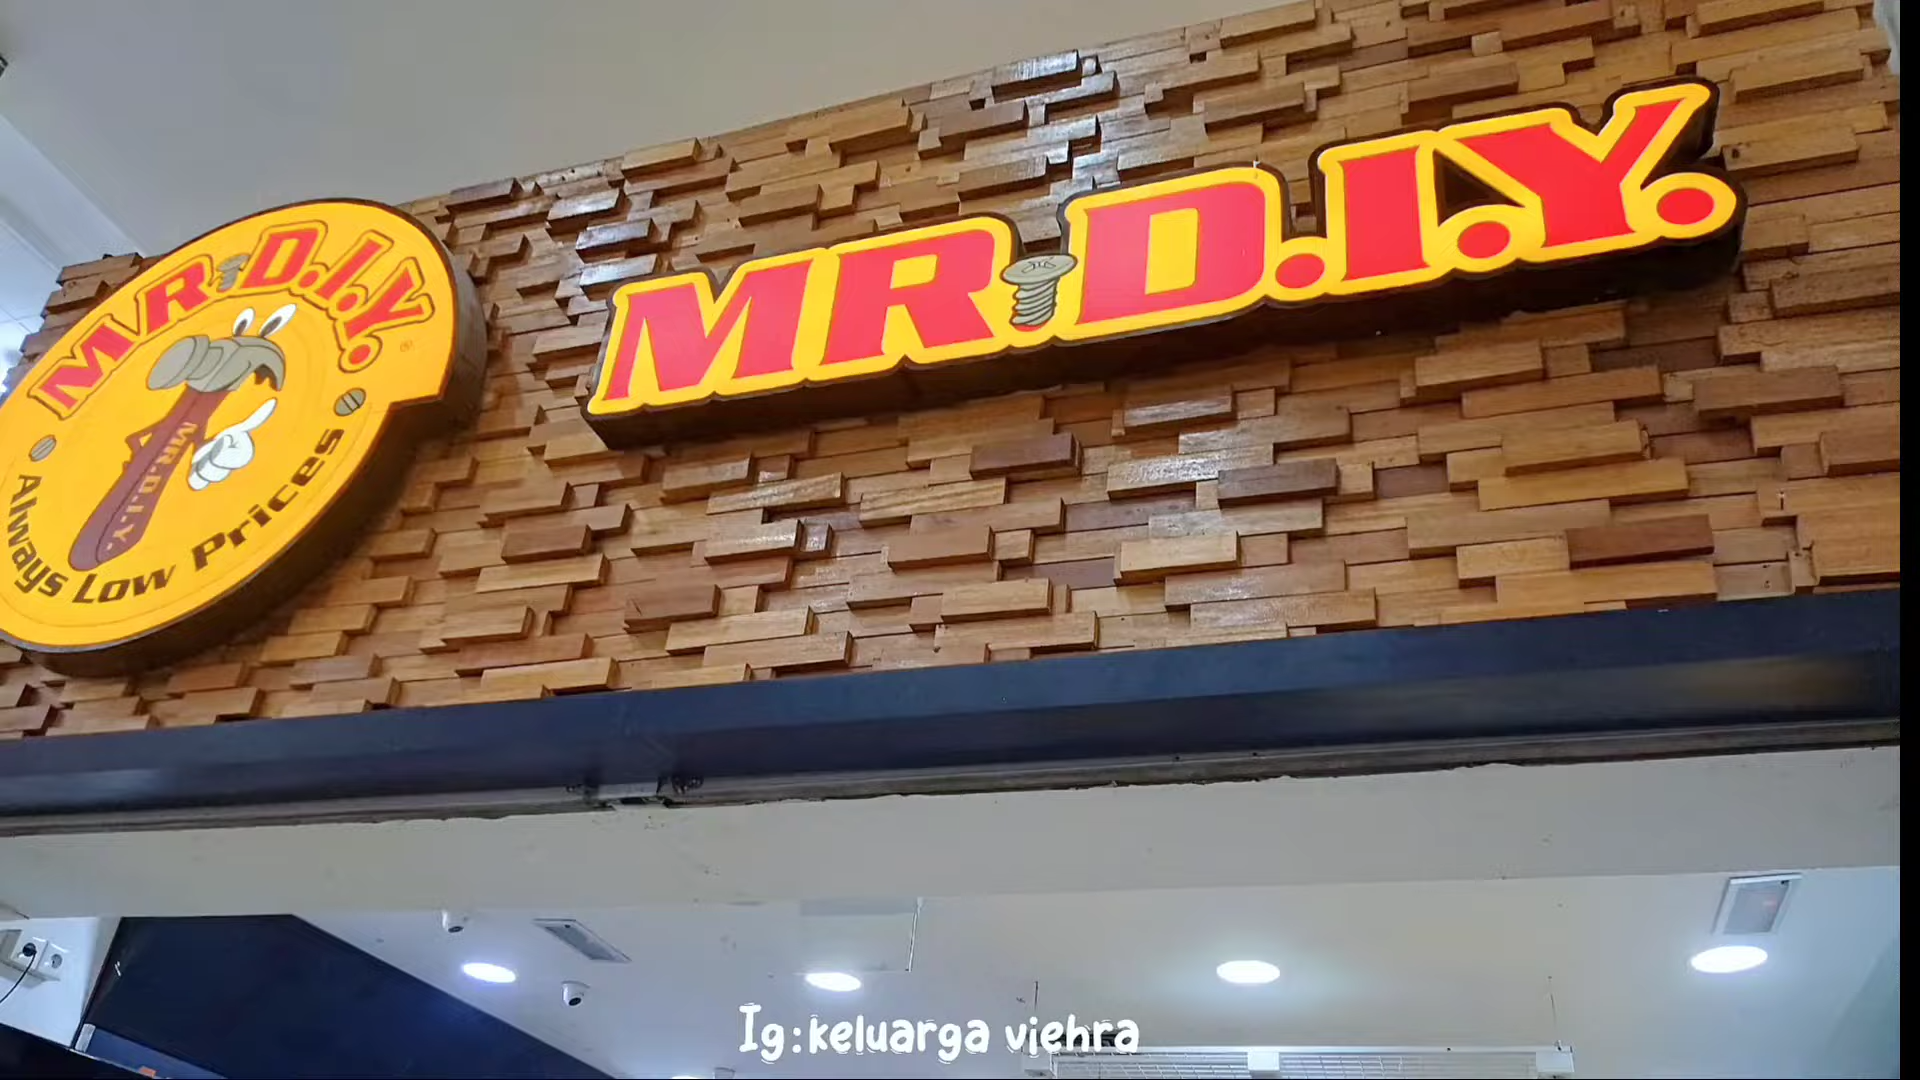 MR D.I.Y.
MR.D.I.Y.
Always Low Prices
MR D.I.Y.
Ig:keluarga viehra